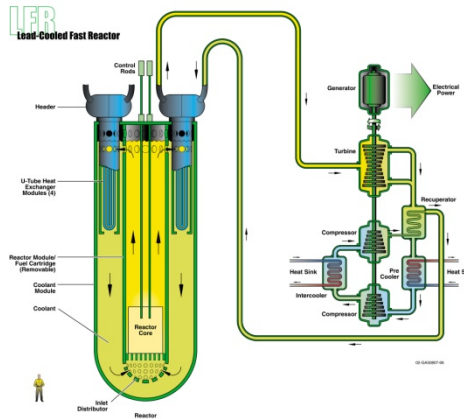 LFR
Lead-Cooled Fast Reactor
Control
Rods
Header
U-Tube Heat
Exchanger
Modules (4)
Reactor Module/
Fuel Cartridge
(Removable)
Coolant
Module
Coolant
Reactor
Core
Inlet
Distributor
Reactor
Generator
Electrical
Power
Turbine
Recuperator
Compressor
Heat Sink
Intercooler
Pre
Cooler
Heat S
Compressor